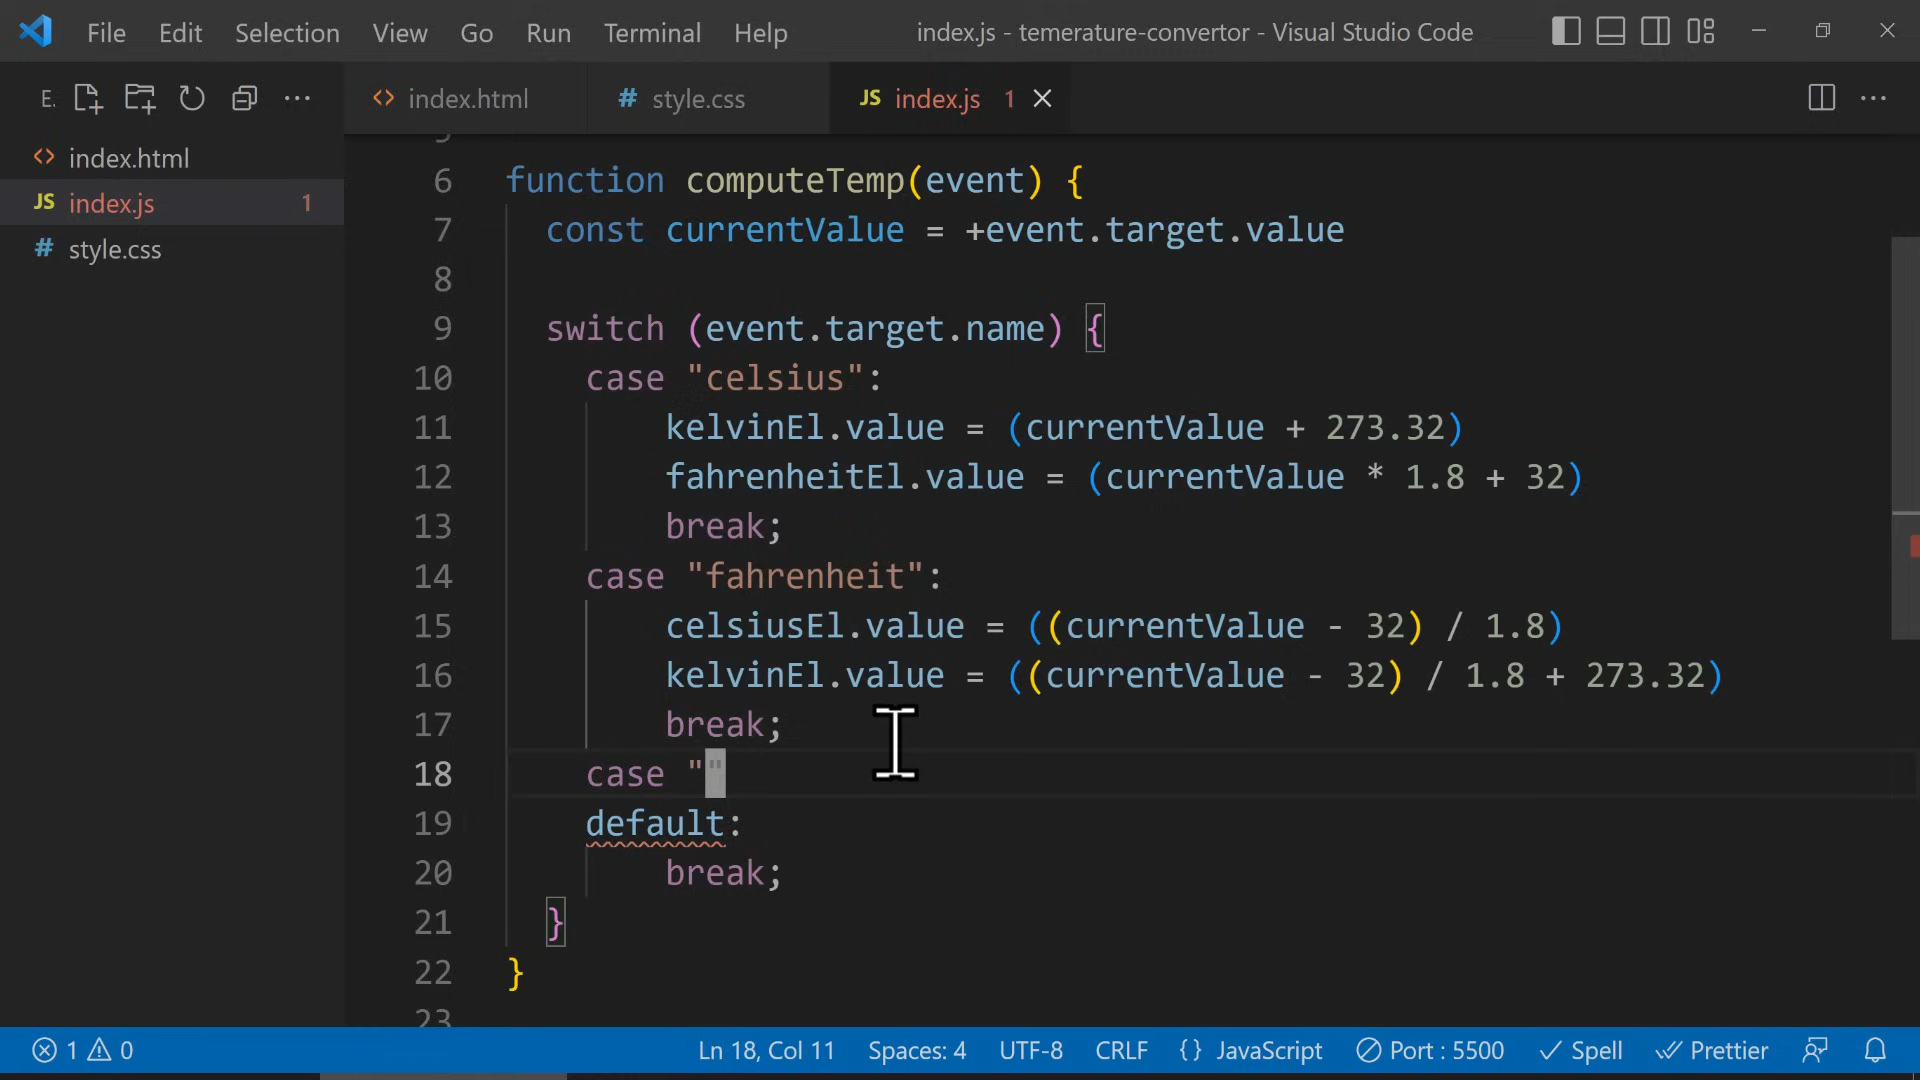 File Edit Selection View Go Run Terminal Help index.js - temerature-convertor - Visual Studio Code
E. index.html style.css JS index.js 1
index.html
JS index.js 1
style.css
6 function computeTemp(event) {
7 const currentValue = +event.target.value
8
9 switch (event.target.name) {
10 case "celsius":
11 kelvinEl.value = (currentValue + 273.32)
12 fahrenheitEl.value = (currentValue * 1.8 + 32)
13 break;
14 case "fahrenheit":
15 celsiusEl.value = ((currentValue - 32) / 1.8)
16 kelvinEl.value = ((currentValue - 32) / 1.8 + 273.32)
17 break;
18 case ""
19 default:
20 break;
21 }
22 }
23
1 0 Ln 18, Col 11 Spaces: 4 UTF-8 CRLF {} JavaScript Port : 5500 Spell Prettier